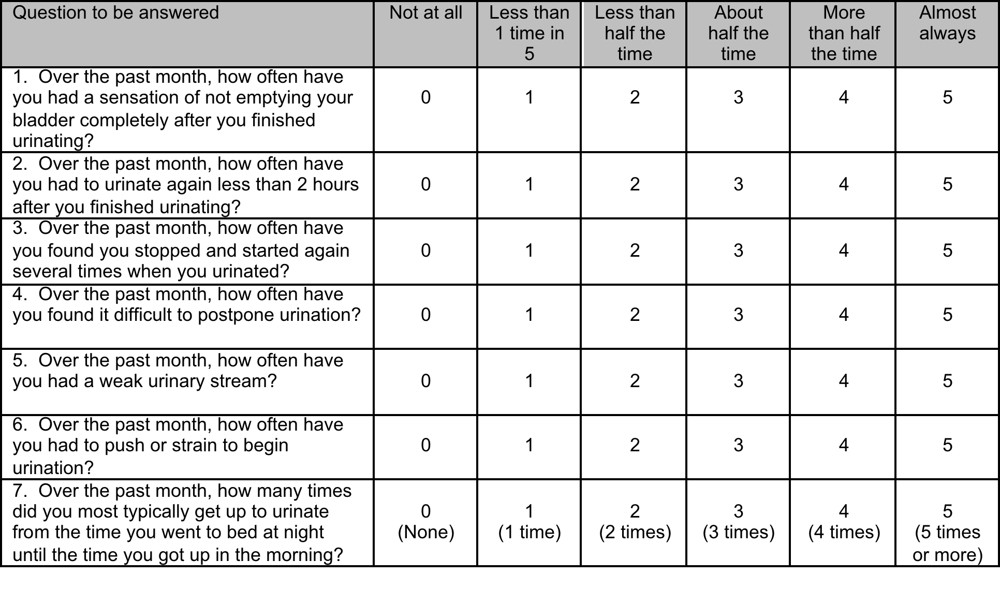 Question to be answered
Not at all
Less than
1 time in
5
Less than
half the
time
About
half the
time
More
than half
the time
Almost
always
1.  Over the past month, how often have
you had a sensation of not emptying your
bladder completely after you finished
urinating?
0
1
2
3
4
5
2.  Over the past month, how often have
you had to urinate again less than 2 hours
after you finished urinating?
0
1
2
3
4
5
3.  Over the past month, how often have
you found you stopped and started again
several times when you urinated?
0
1
2
3
4
5
4.  Over the past month, how often have
you found it difficult to postpone urination?
0
1
2
3
4
5
5.  Over the past month, how often have
you had a weak urinary stream?
0
1
2
3
4
5
6.  Over the past month, how often have
you had to push or strain to begin
urination?
0
1
2
3
4
5
7.  Over the past month, how many times
did you most typically get up to urinate
from the time you went to bed at night
until the time you got up in the morning?
0
(None)
1
(1 time)
2
(2 times)
3
(3 times)
4
(4 times)
5
(5 times
or more)